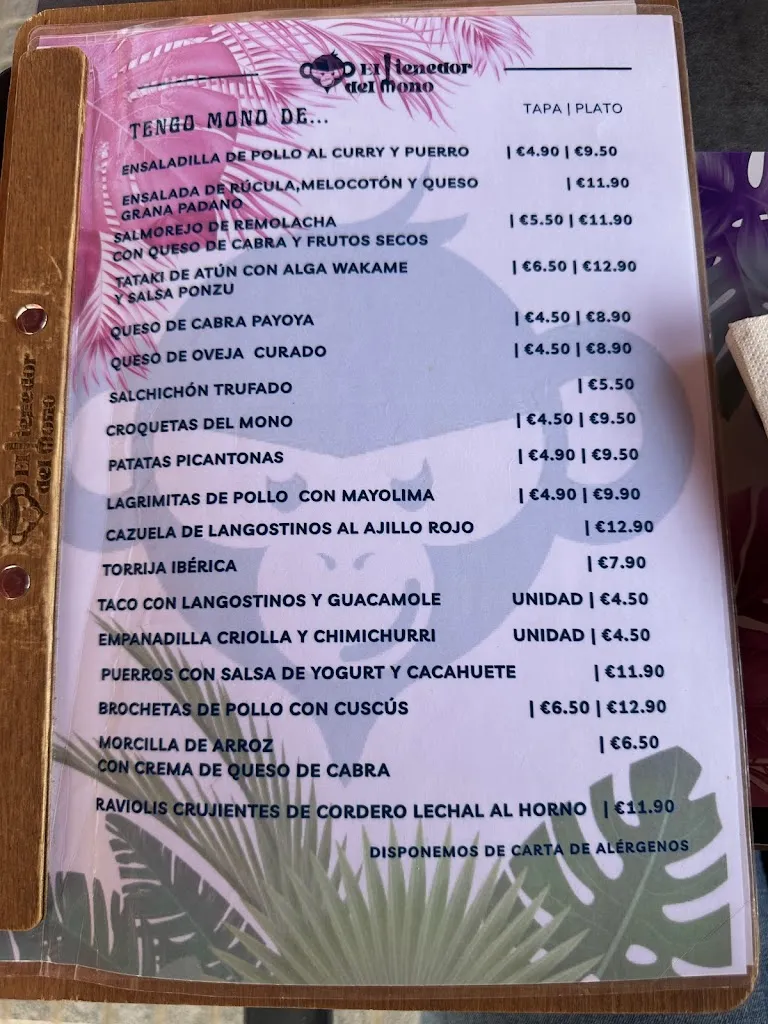 El Tenedor
del Mono
TENGO MONO DE...
TAPA | PLATO
ENSALADILLA DE POLLO AL CURRY Y PUERRO | €4.90 | €9.50
ENSALADA DE RÚCULA,MELOCOTÓN Y QUESO | €11.90
GRANA PADANO
SALMOREJO DE REMOLACHA | €5.50 | €11.90
CON QUESO DE CABRA Y FRUTOS SECOS
TATAKI DE ATÚN CON ALGA WAKAME | €6.50 | €12.90
Y SALSA PONZU
QUESO DE CABRA PAYOYA | €4.50 | €8.90
QUESO DE OVEJA CURADO | €4.50 | €8.90
SALCHICHÓN TRUFADO | €5.50
CROQUETAS DEL MONO | €4.50 | €9.50
PATATAS PICANTONAS | €4.90 | €9.50
LAGRIMITAS DE POLLO CON MAYOLIMA | €4.90 | €9.90
CAZUELA DE LANGOSTINOS AL AJILLO ROJO | €12.90
TORRIJA IBÉRICA | €7.90
TACO CON LANGOSTINOS Y GUACAMOLE UNIDAD | €4.50
EMPANADILLA CRIOLLA Y CHIMICHURRI UNIDAD | €4.50
PUERROS CON SALSA DE YOGURT Y CACAHUETE | €11.90
BROCHETAS DE POLLO CON CUSCÚS | €6.50 | €12.90
MORCILLA DE ARROZ | €6.50
CON CREMA DE QUESO DE CABRA
RAVIOLIS CRUJIENTES DE CORDERO LECHAL AL HORNO | €11.90
DISPONEMOS DE CARTA DE ALÉRGENOS
El Tenedor
del Mono